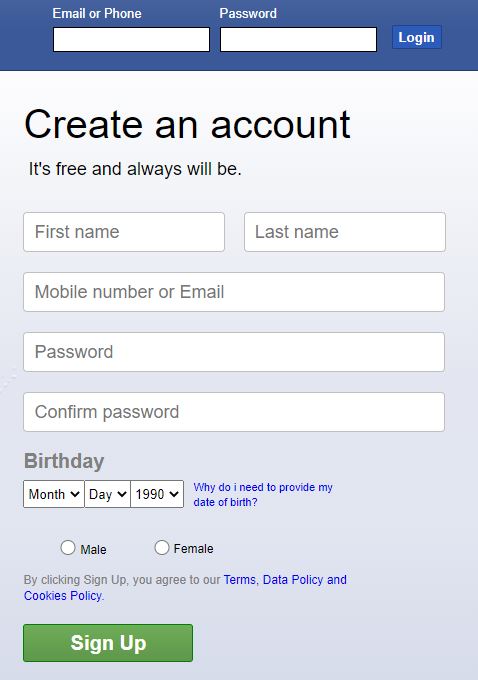 Email or Phone Password
Login
Create an account
It's free and always will be.
First name Last name
Mobile number or Email
Password
Confirm password
Birthday
Month Day 1990 Why do i need to provide my
date of birth?
Male Female
By clicking Sign Up, you agree to our Terms, Data Policy and
Cookies Policy.
Sign Up